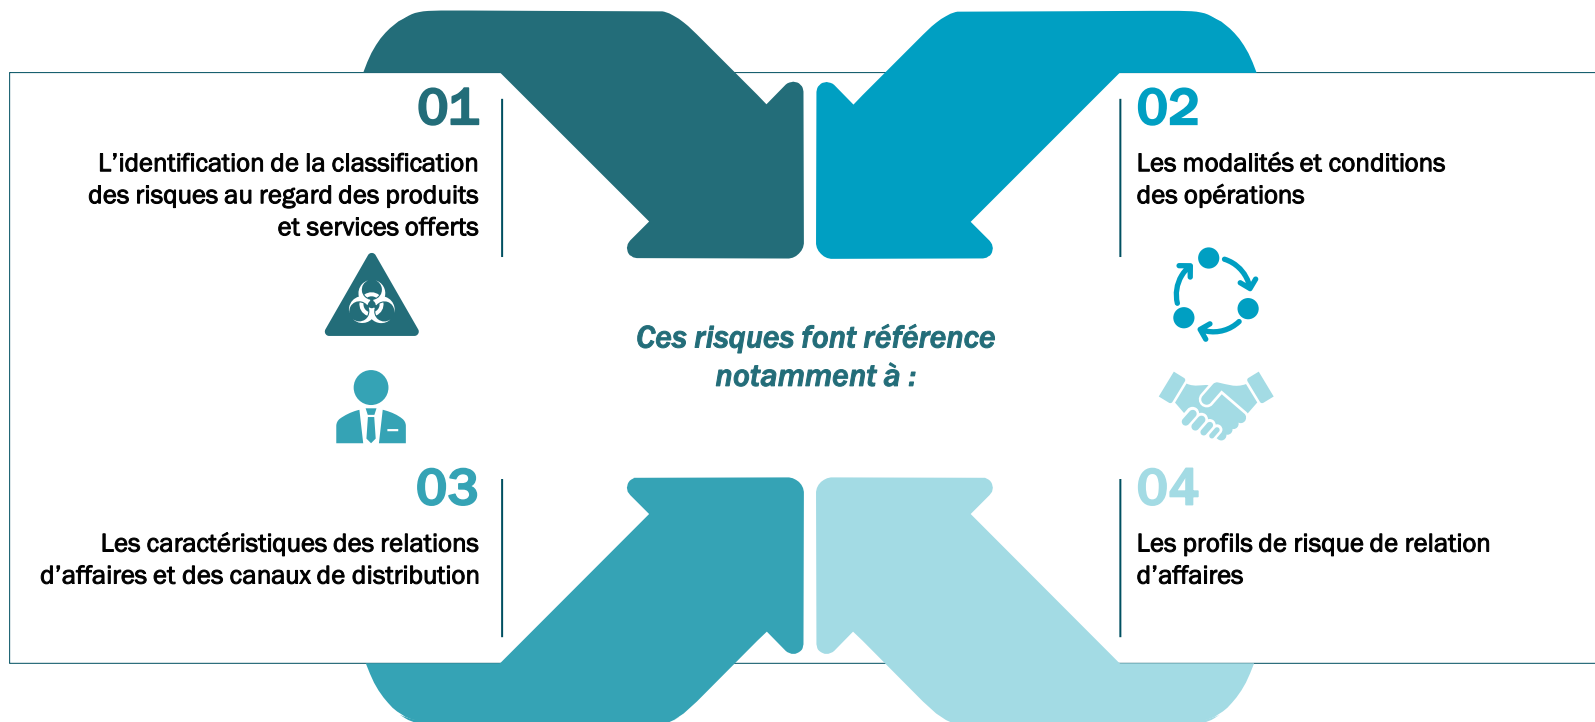 01
L’identification de la classification
des risques au regard des produits
et services offerts
02
Les modalités et conditions
des opérations
Ces risques font référence
notamment à :
03
Les caractéristiques des relations
d’affaires et des canaux de distribution
04
Les profils de risque de relation
d’affaires